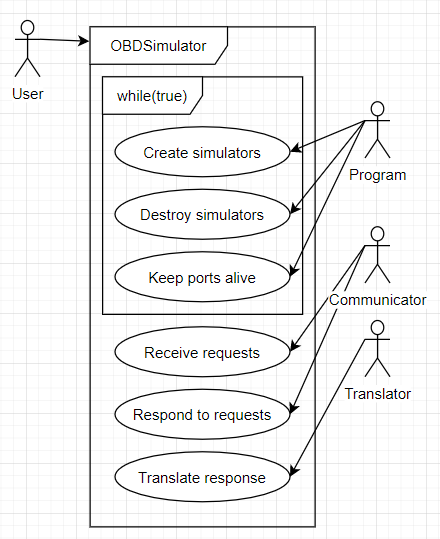 OBDSimulator
User
while(true)
Create simulators
Program
Destroy simulators
Keep ports alive
Communicator
Receive requests
Translator
Respond to requests
Translate response